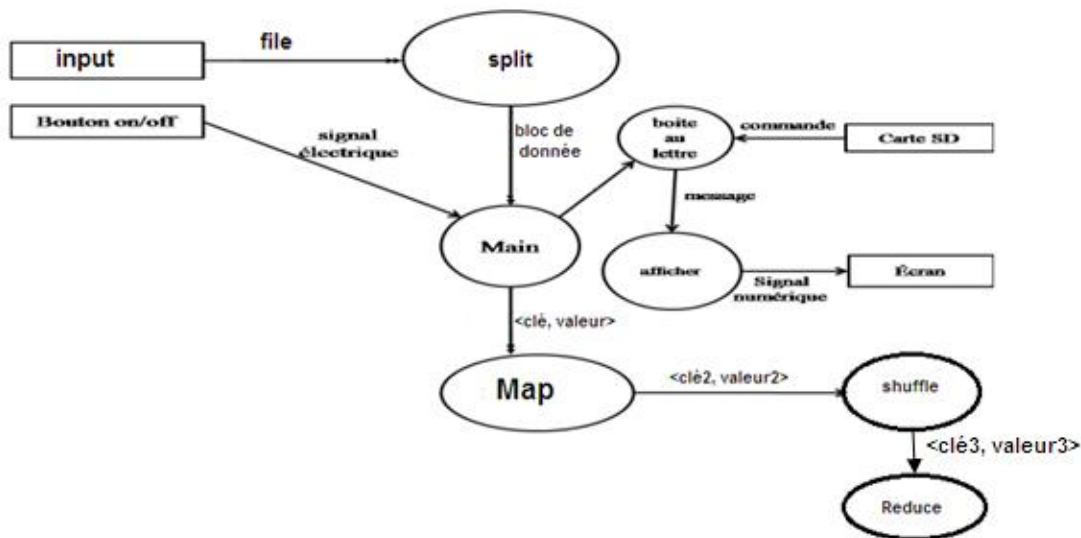 input
file
split
Bouton on/off
signal
électrique
bloc de
donnée
boite
au
lettre
commande
Carte SD
message
Main
afficher
Signal
numérique
Écran
<clé, valeur>
Map
<clé2, valeur2>
shuffle
<clé3, valeur3>
Reduce